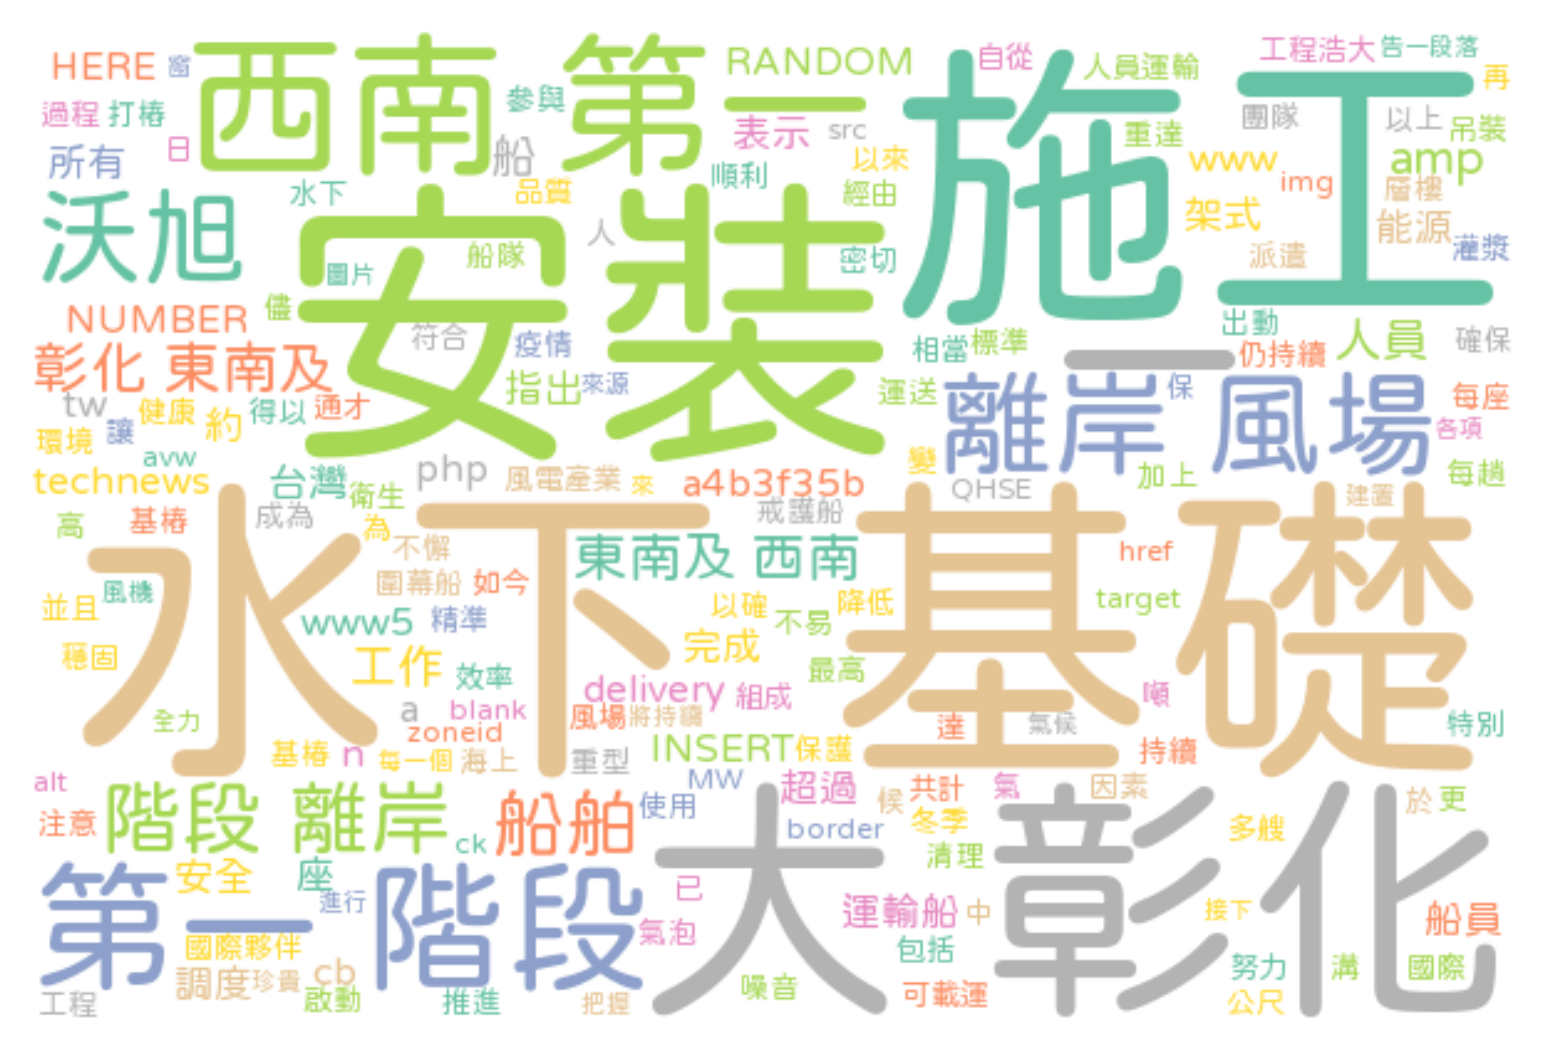 HERE 窩 西南 第一 RANDOM 自從 人員運輸 工程浩大 告一段落
過程 打樁 參與 表示 src 施工 再
所有 日 船 順利 以來 重達 團隊 以上 吊裝
沃旭 水下 品質 經由 www img amp
安裝 人 架式 層樓
船隊 密切 派遣 能源 灌漿
圖片
NUMBER 儘 符合 疫情 相當 標準 出動 人員 確保
彰化 東南及 指出 來源 運送 一 仍持續
tw 健康 約 得以 通才 離岸 風場 保 每座
環境 讓 各項
avw
technews 台灣 衛生 php 風電產業 來 a4b3f35b 變 QHSE 加上 建置 每趟
高 基樁 成為 為 不懈 戒護船
水下 基礎
東南及 西南 href
並且 風機 圍幕船 如今 以確 降低 target
www5 精準 不易
穩固 工作 效率 完成 最高
a blank delivery 組成 噸
全力 zoneid 風場 將持續 達 氣候 特別
基樁 n 每一個 海上 重型 INSERT 保護 持續
alt MW 超過 共計 氣 因素
注意 階段 離岸 ck 船舶 使用 border 候 冬季 多艘 於 更
第一 安全 座 階段 大 彰化 清理
進行 已 運輸船 中 接下 船員
國際夥伴 氣泡 包括
調度 珍貴 cb 噪音 努力 溝 國際
工程 啟動 推進 把握 可載運 公尺